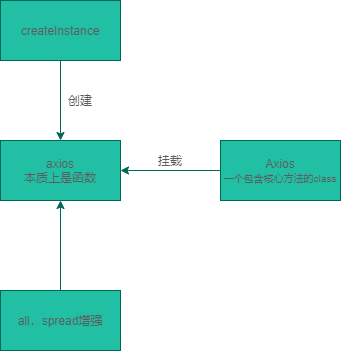 createInstance
创建
axios
本质上是函数
挂载
Axios
一个包含核心方法的class
all，spread增强